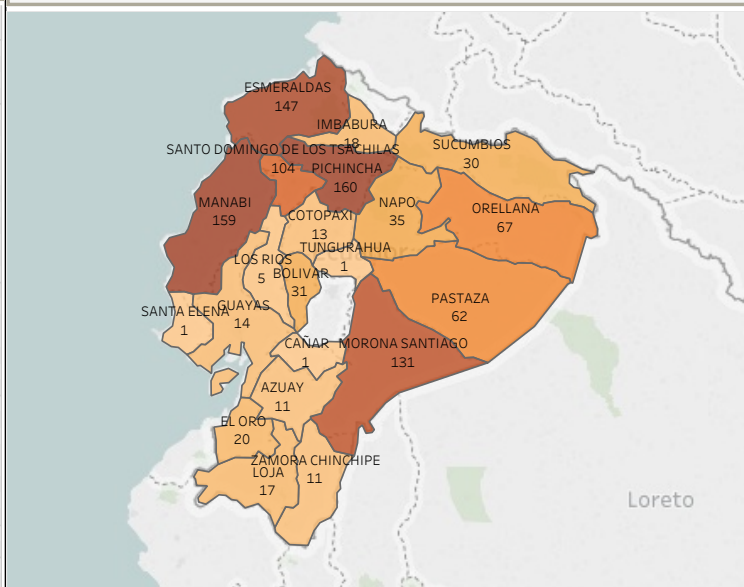 ESMERALDAS
147
IMBABURA
18
SANTO DOMINGO DE LOS TSACHILAS
104
SUCUMBIOS
30
PICHINCHA
160
MANABI
159
NAPO
35
ORELLANA
67
COTOPAXI
13
TUNGURAHUA
1
Ecuador
LOS RIOS
5
BOLIVAR
31
PASTAZA
62
SANTA ELENA
1
GUAYAS
14
CAÑAR
1
MORONA SANTIAGO
131
AZUAY
11
EL ORO
20
ZAMORA CHINCHIPE
11
LOJA
17
Loreto